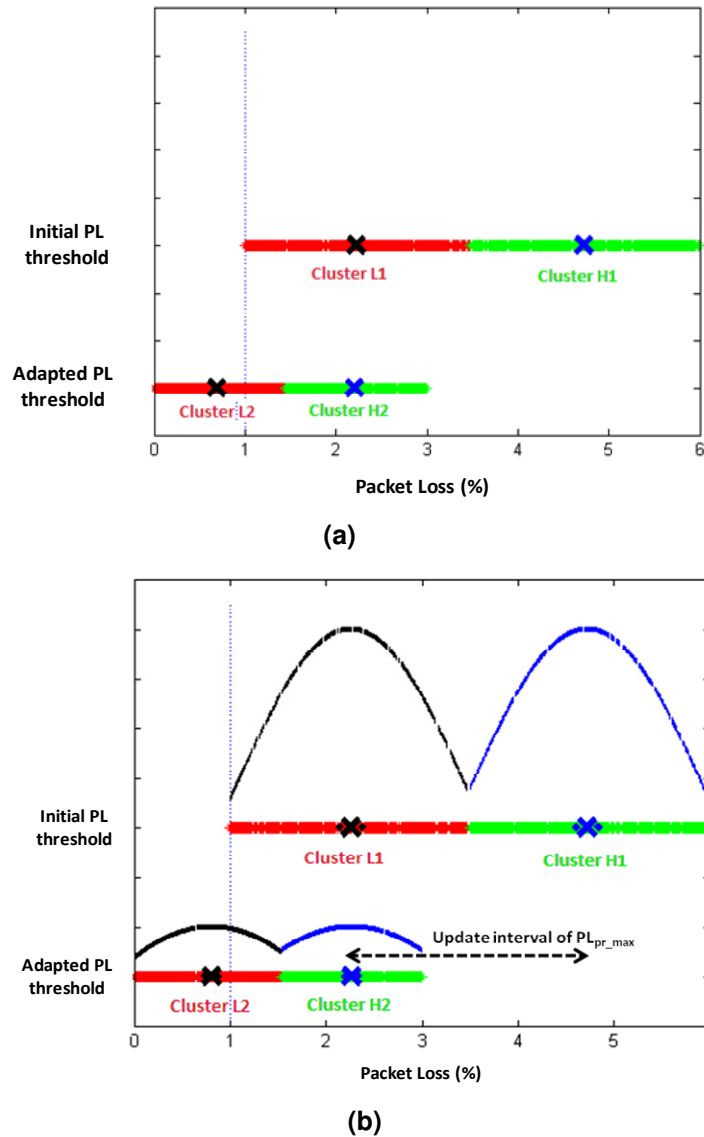 Initial PL
threshold
Cluster L1
Cluster H1
Adapted PL
threshold
Cluster L2
Cluster H2
0 1 2 3 4 5 6
Packet Loss (%)
(a)
Initial PL
threshold
Cluster L1
Cluster H1
Update interval of PLpr_max
Adapted PL
threshold
Cluster L2
Cluster H2
0 1 2 3 4 5
Packet Loss (%)
(b)